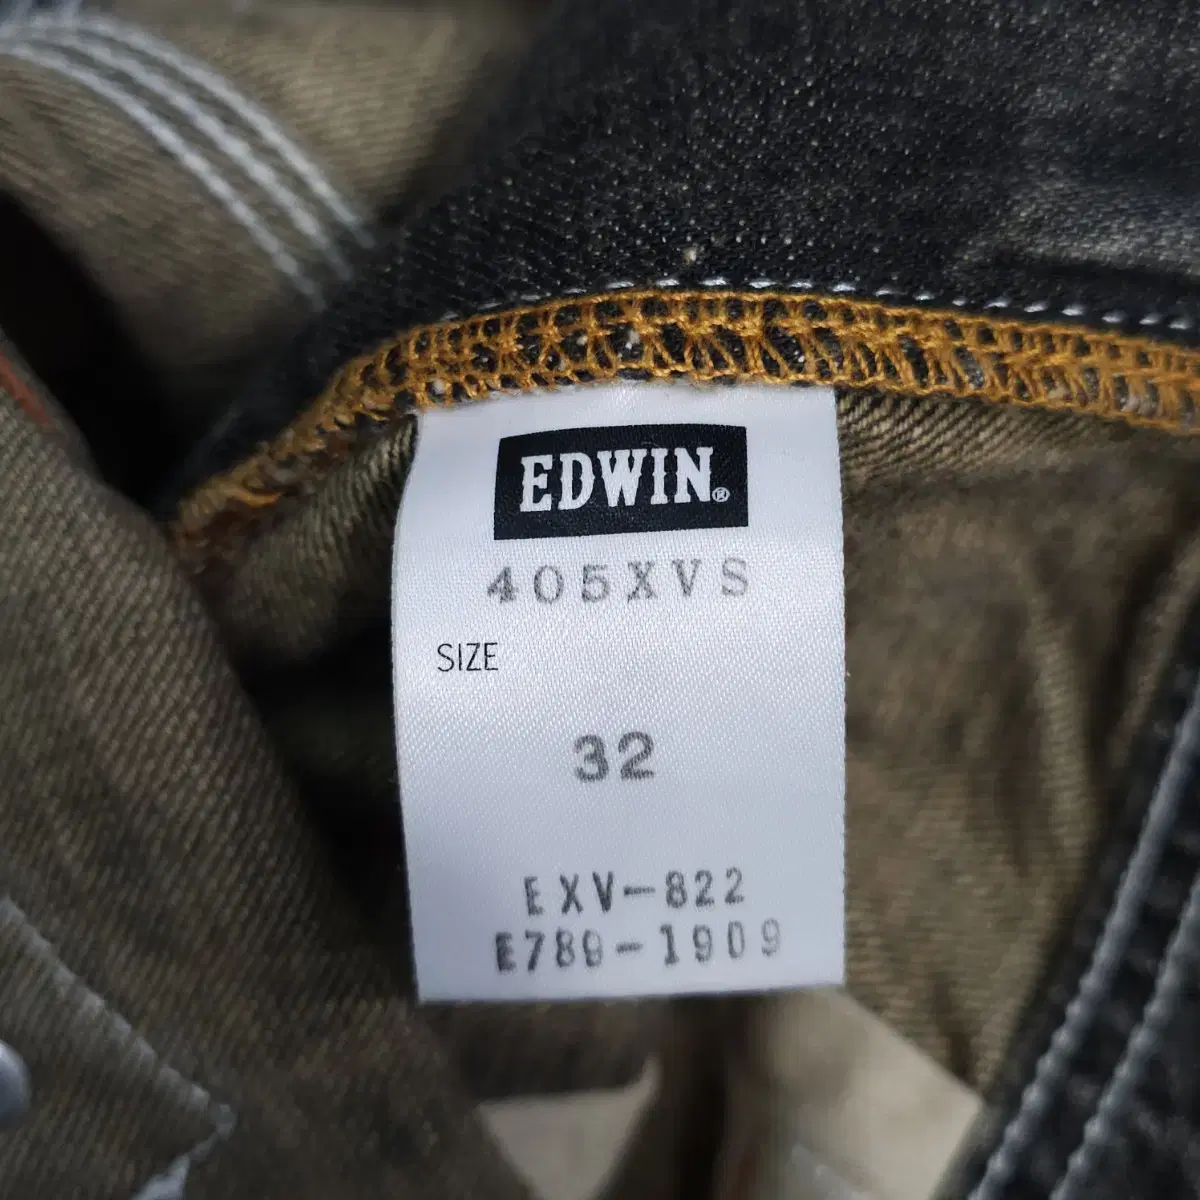 EDWIN®
405XVS
SIZE
32
EXV-822
E789-1909